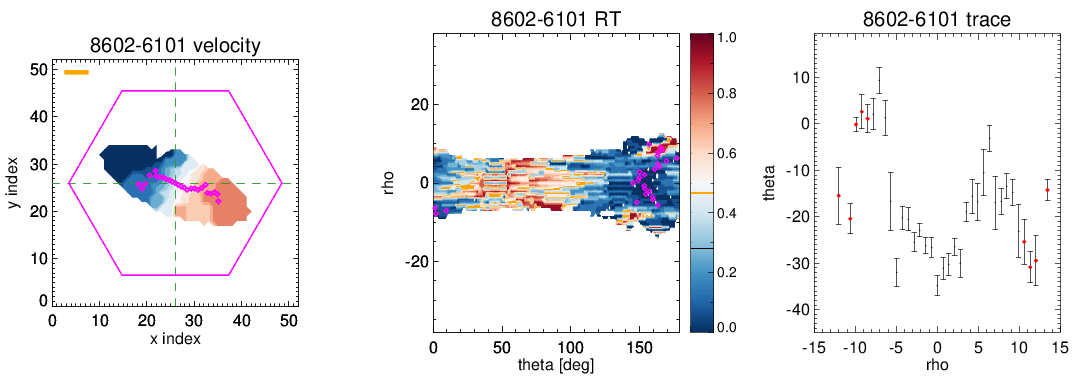 8602-6101 velocity
50
40
30
20
10
0
y index
0 10 20 30 40 50
x index
8602-6101 RT
20
0
-20
rho
0 50 100 150
theta [deg]
1.0
0.8
0.6
0.4
0.2
0.0
8602-6101 trace
10
0
-10
-20
-30
-40
theta
-15 -10 -5 0 5 10 15
rho